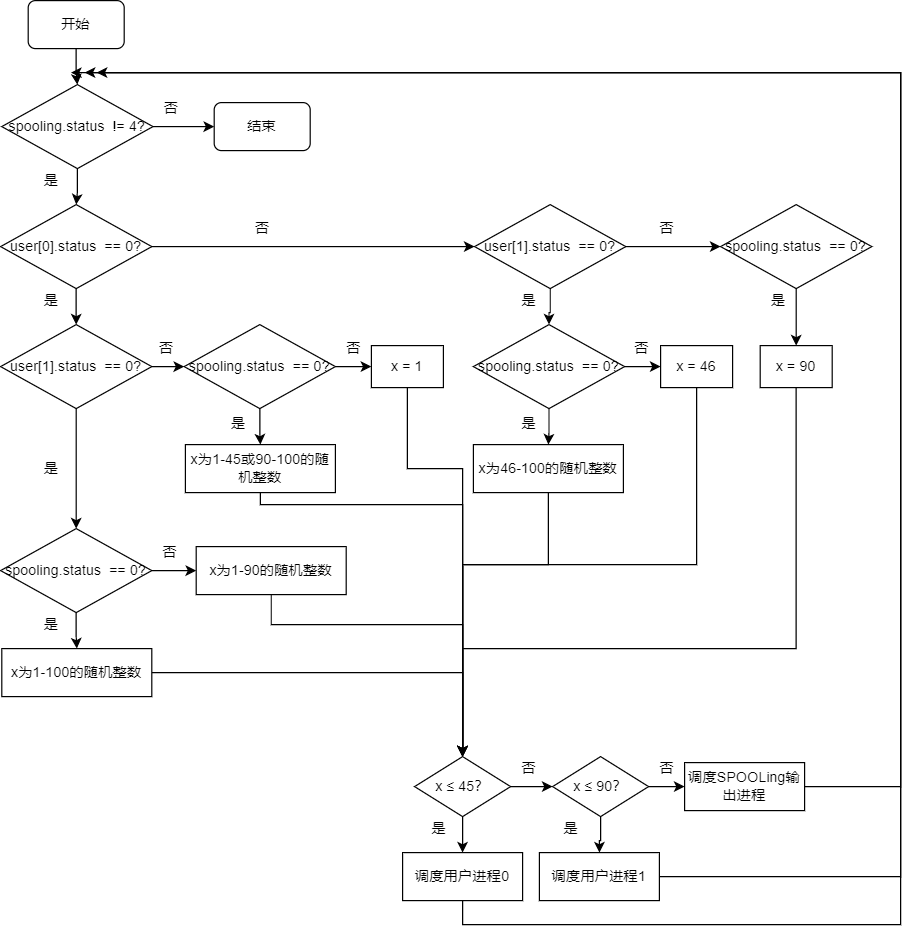 开始
spooling.status != 4?
否
结束
是
user[0].status == 0?
否
user[1].status == 0?
否
spooling.status == 0?
是
是
是
user[1].status == 0?
否
spooling.status == 0?
否
x = 1
spooling.status == 0?
否
x = 46
x = 90
是
是
x为1-45或90-100的随
机整数
x为46-100的随机整数
是
spooling.status == 0?
否
x为1-90的随机整数
是
x为1-100的随机整数
x ≤ 45?
否
x ≤ 90?
否
调度SPOOLing输
出进程
是
是
调度用户进程0
调度用户进程1